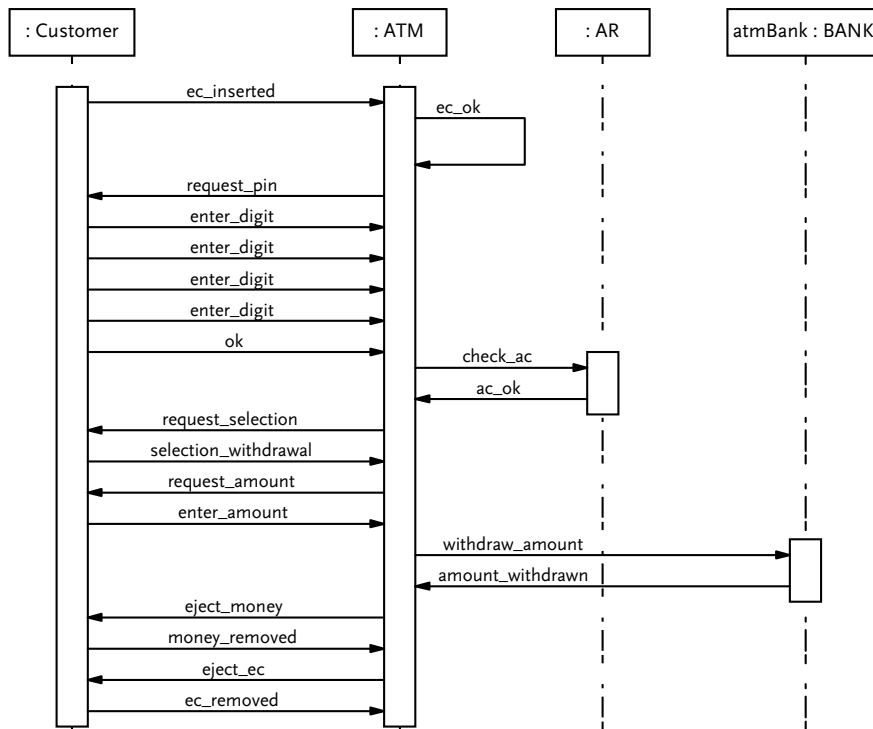 : Customer
: ATM
: AR
atmBank : BANK
ec_inserted
ec_ok
request_pin
enter_digit
enter_digit
enter_digit
enter_digit
ok
check_ac
ac_ok
request_selection
selection_withdrawal
request_amount
enter_amount
withdraw_amount
amount_withdrawn
eject_money
money_removed
eject_ec
ec_removed